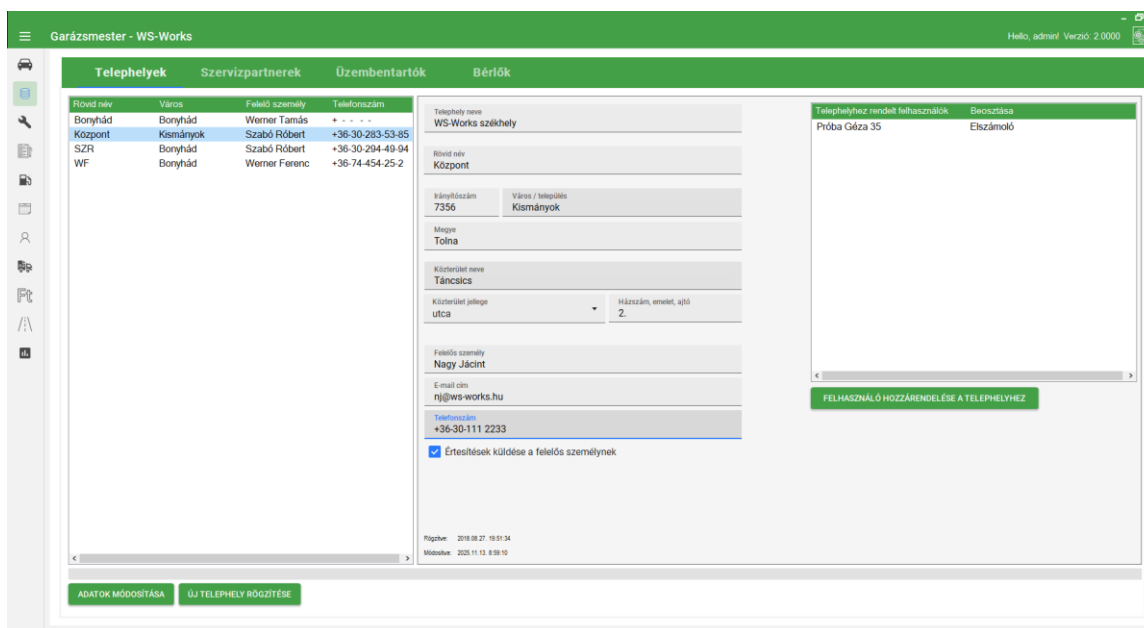 Garázsmester - WS-Works
Hello, admin! Verzió: 2.0000
Telephelyek Szervizpartnerek Üzembentartók Bérlők
Rövid név Város Felelő személy Telefonszám
Bonyhád Bonyhád Werner Tamás + - - - -
Központ Kismányok Szabó Róbert +36-30-283-53-85
SZR Bonyhád Szabó Róbert +36-30-294-49-94
WF Bonyhád Werner Ferenc +36-74-454-25-2
Telephely neve
WS-Works székhely
Rövid név
Központ
Irányítószám Város / település
7356 Kismányok
Megye
Tolna
Közterület neve
Táncsics
Közterület jellege Házszám, emelet, ajtó
utca 2.
Felelős személy
Nagy Jácint
E-mail cím
nj@ws-works.hu
Telefonszám
+36-30-111 2233
Értesítések küldése a felelős személynek
Rögzítve: 2018.08.27. 19:51:34
Módosítve: 2025.11.13. 8:59:10
Telephelyhez rendelt felhasználók Beosztása
Próba Géza 35 Elszámoló
FELHASZNÁLÓ HOZZÁRENDELÉSE A TELEPHELYHEZ
ADATOK MÓDOSÍTÁSA ÚJ TELEPHELY RÖGZÍTÉSE
Ft